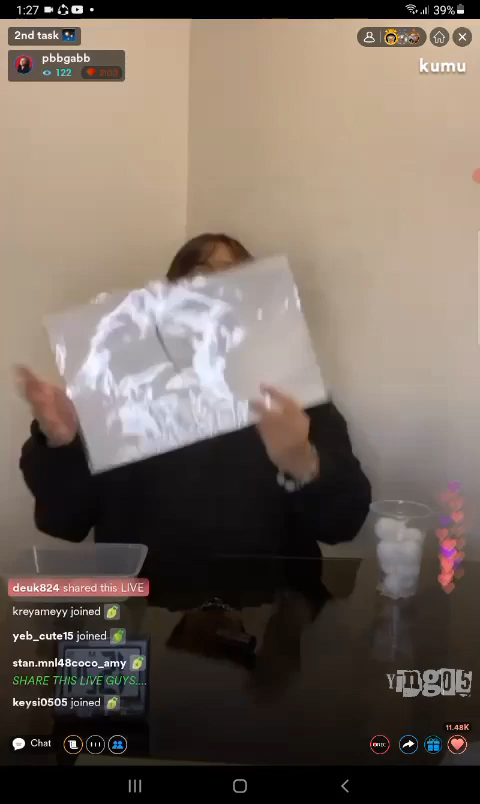 1:27
39%
2nd task
pbbgabb
122
kumu
deuk824 shared this LIVE
kreyameyy joined
yeb_cute15 joined
stan.mnl48coco_amy
SHARE THIS LIVE GUYS....
keysi0505 joined
11.48K
Chat